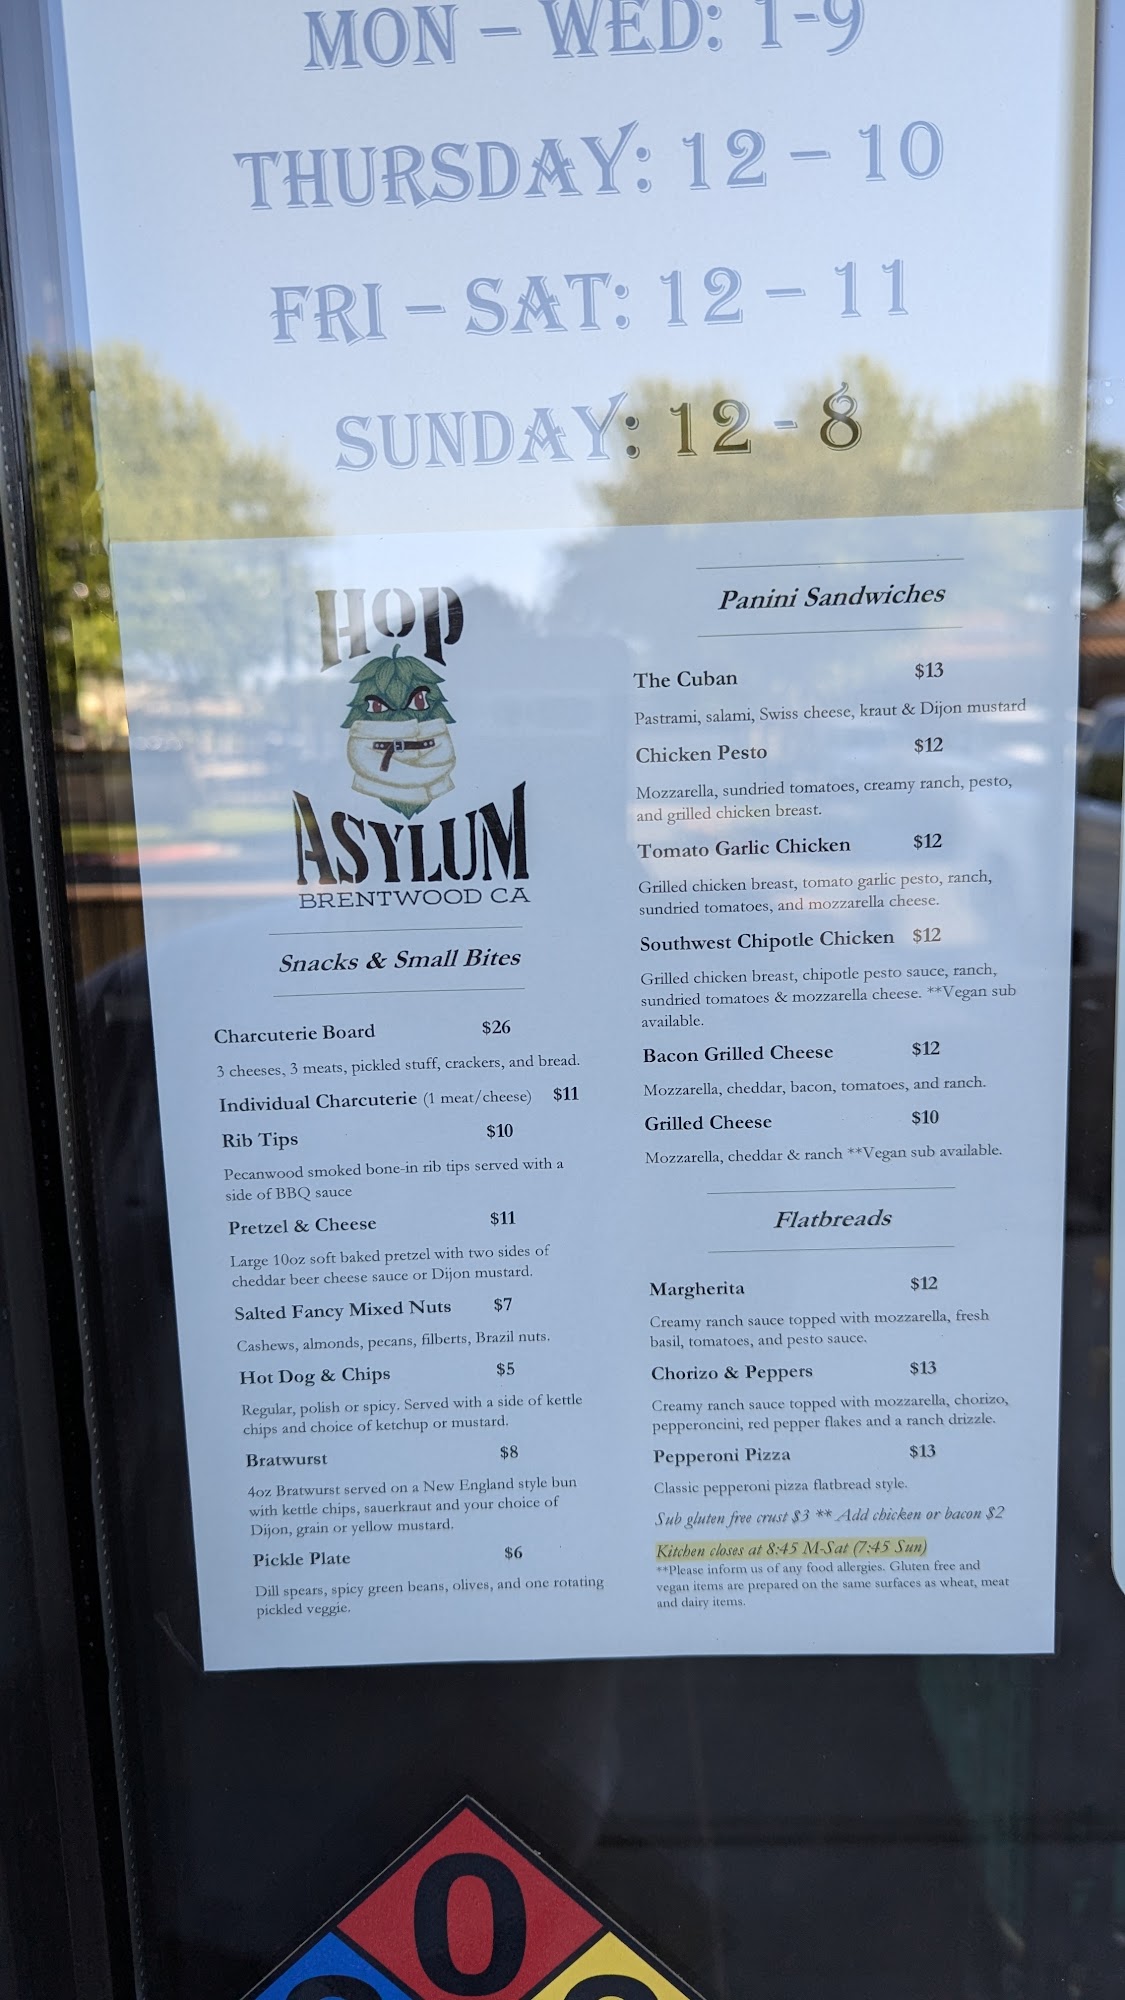 MON – WED: 1-9
THURSDAY: 12 – 10
FRI – SAT: 12 – 11
SUNDAY: 12 - 8
HOP
ASYLUM
BRENTWOOD CA
Snacks & Small Bites
Charcuterie Board $26
3 cheeses, 3 meats, pickled stuff, crackers, and bread.
Individual Charcuterie (1 meat/cheese) $11
Rib Tips $10
Pecanwood smoked bone-in rib tips served with a
side of BBQ sauce
Pretzel & Cheese $11
Large 10oz soft baked pretzel with two sides of
cheddar beer cheese sauce or Dijon mustard.
Salted Fancy Mixed Nuts $7
Cashews, almonds, pecans, filberts, Brazil nuts.
Hot Dog & Chips $5
Regular, polish or spicy. Served with a side of kettle
chips and choice of ketchup or mustard.
Bratwurst $8
4oz Bratwurst served on a New England style bun
with kettle chips, sauerkraut and your choice of
Dijon, grain or yellow mustard.
Pickle Plate $6
Dill spears, spicy green beans, olives, and one rotating
pickled veggie.
Panini Sandwiches
The Cuban $13
Pastrami, salami, Swiss cheese, kraut & Dijon mustard
Chicken Pesto $12
Mozzarella, sundried tomatoes, creamy ranch, pesto,
and grilled chicken breast.
Tomato Garlic Chicken $12
Grilled chicken breast, tomato garlic pesto, ranch,
sundried tomatoes, and mozzarella cheese.
Southwest Chipotle Chicken $12
Grilled chicken breast, chipotle pesto sauce, ranch,
sundried tomatoes & mozzarella cheese. **Vegan sub
available.
Bacon Grilled Cheese $12
Mozzarella, cheddar, bacon, tomatoes, and ranch.
Grilled Cheese $10
Mozzarella, cheddar & ranch **Vegan sub available.
Flatbreads
Margherita $12
Creamy ranch sauce topped with mozzarella, fresh
basil, tomatoes, and pesto sauce.
Chorizo & Peppers $13
Creamy ranch sauce topped with mozzarella, chorizo,
pepperoncini, red pepper flakes and a ranch drizzle.
Pepperoni Pizza $13
Classic pepperoni pizza flatbread style.
Sub gluten free crust $3 ** Add chicken or bacon $2
Kitchen closes at 8:45 M-Sat (7:45 Sun)
**Please inform us of any food allergies. Gluten free and
vegan items are prepared on the same surfaces as wheat, meat
and dairy items.
0